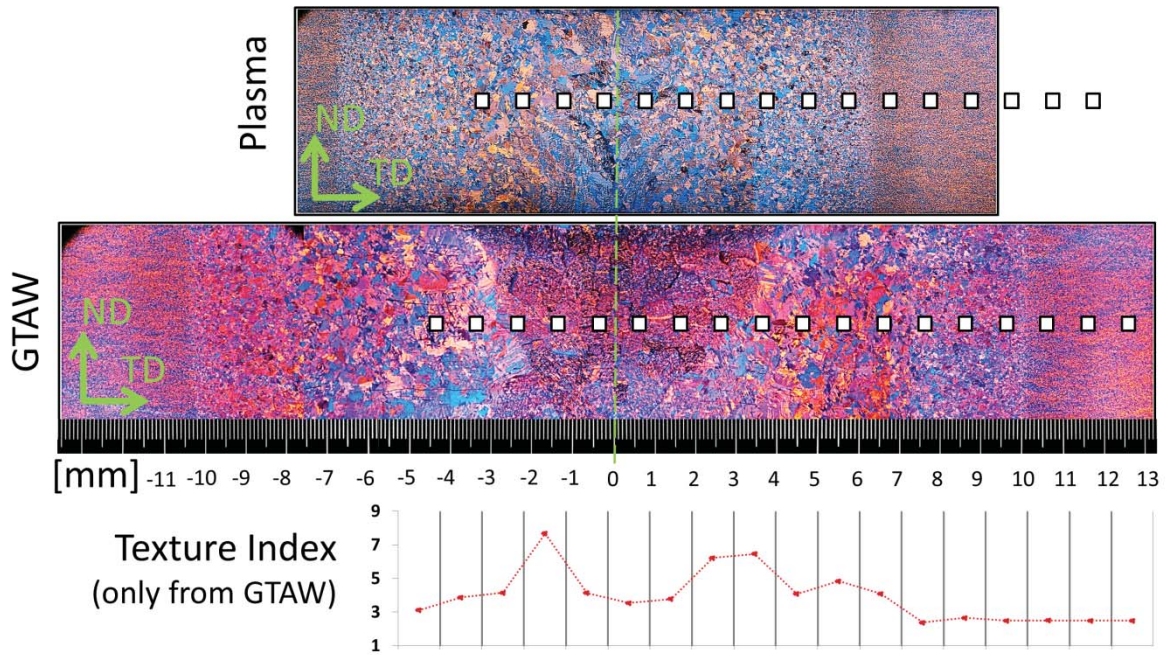 Plasma
ND
TD
GTAW
ND
TD
[mm] -11 -10 -9 -8 -7 -6 -5 -4 -3 -2 -1 0 1 2 3 4 5 6 7 8 9 10 11 12 13
Texture Index
(only from GTAW)
9
7
5
3
1